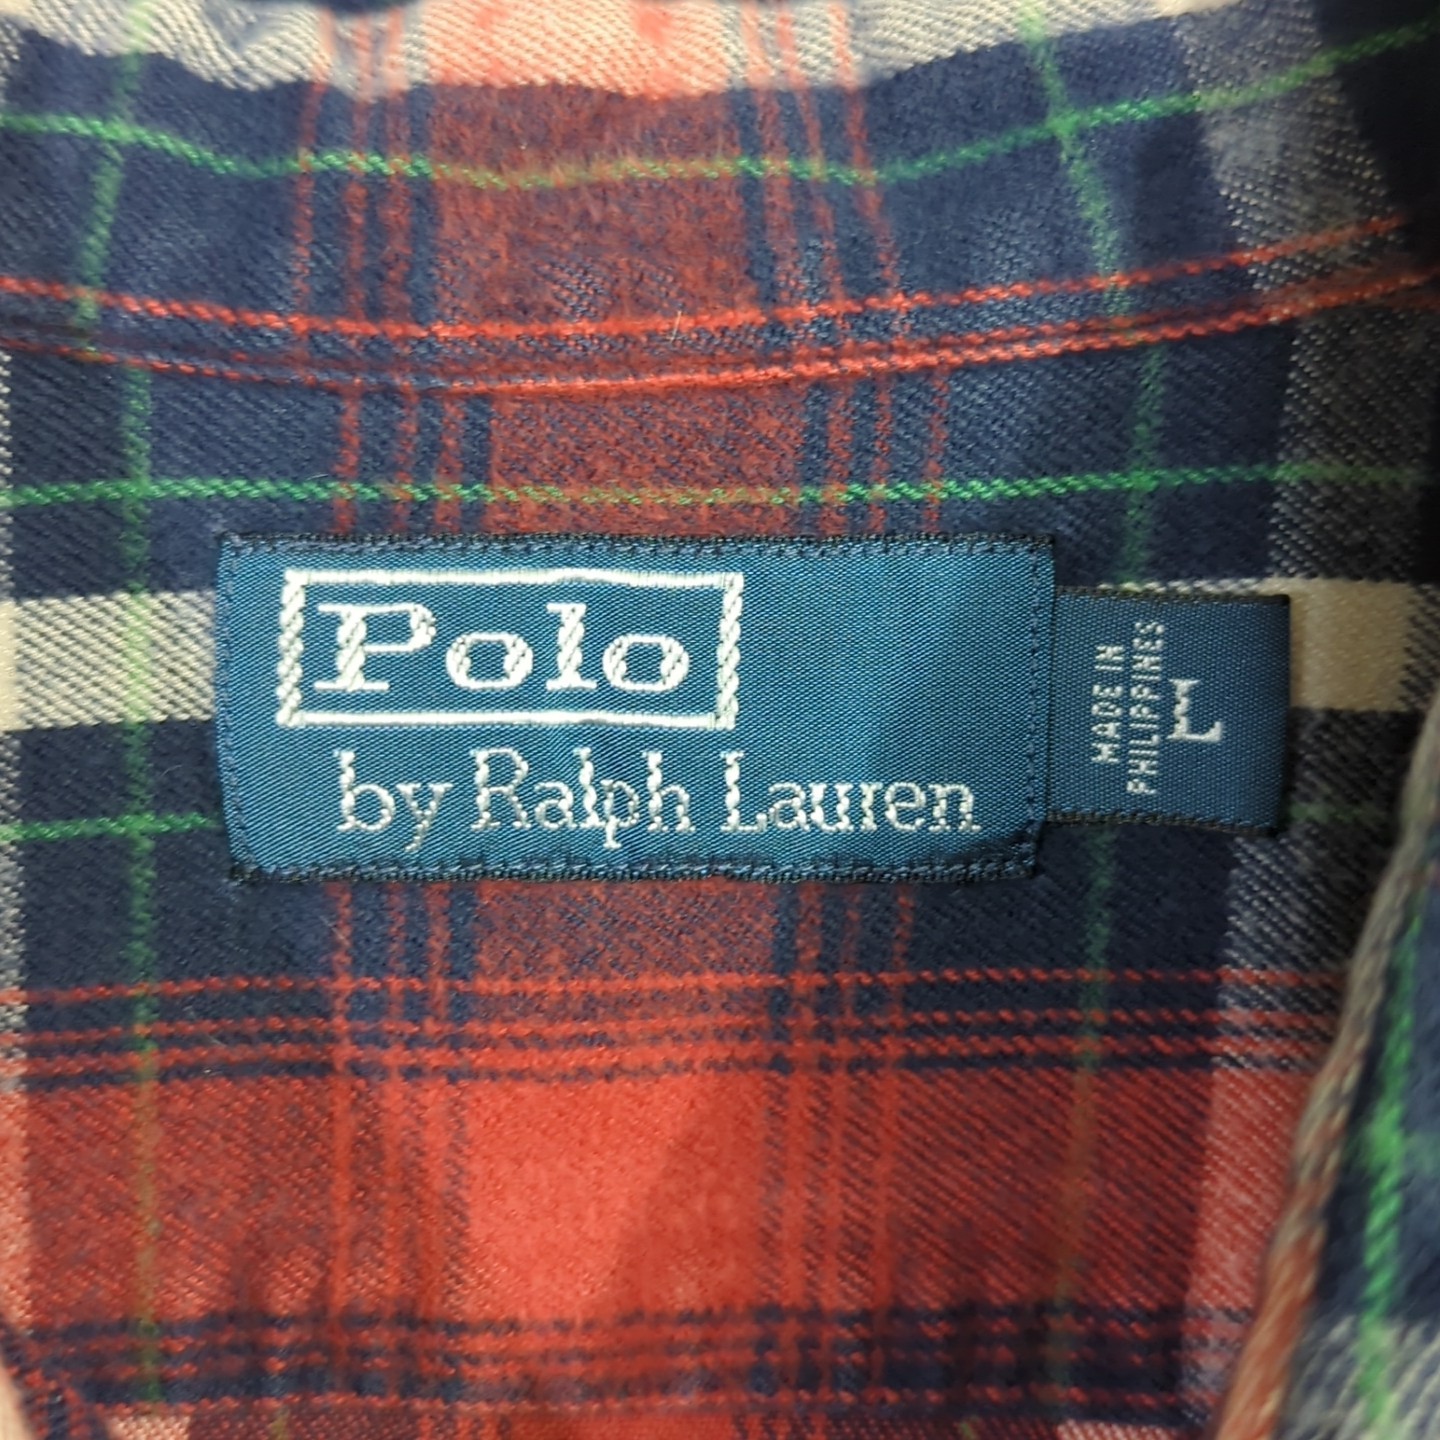 Polo
by Ralph Lauren
MADE IN
PHILIPPINES
L